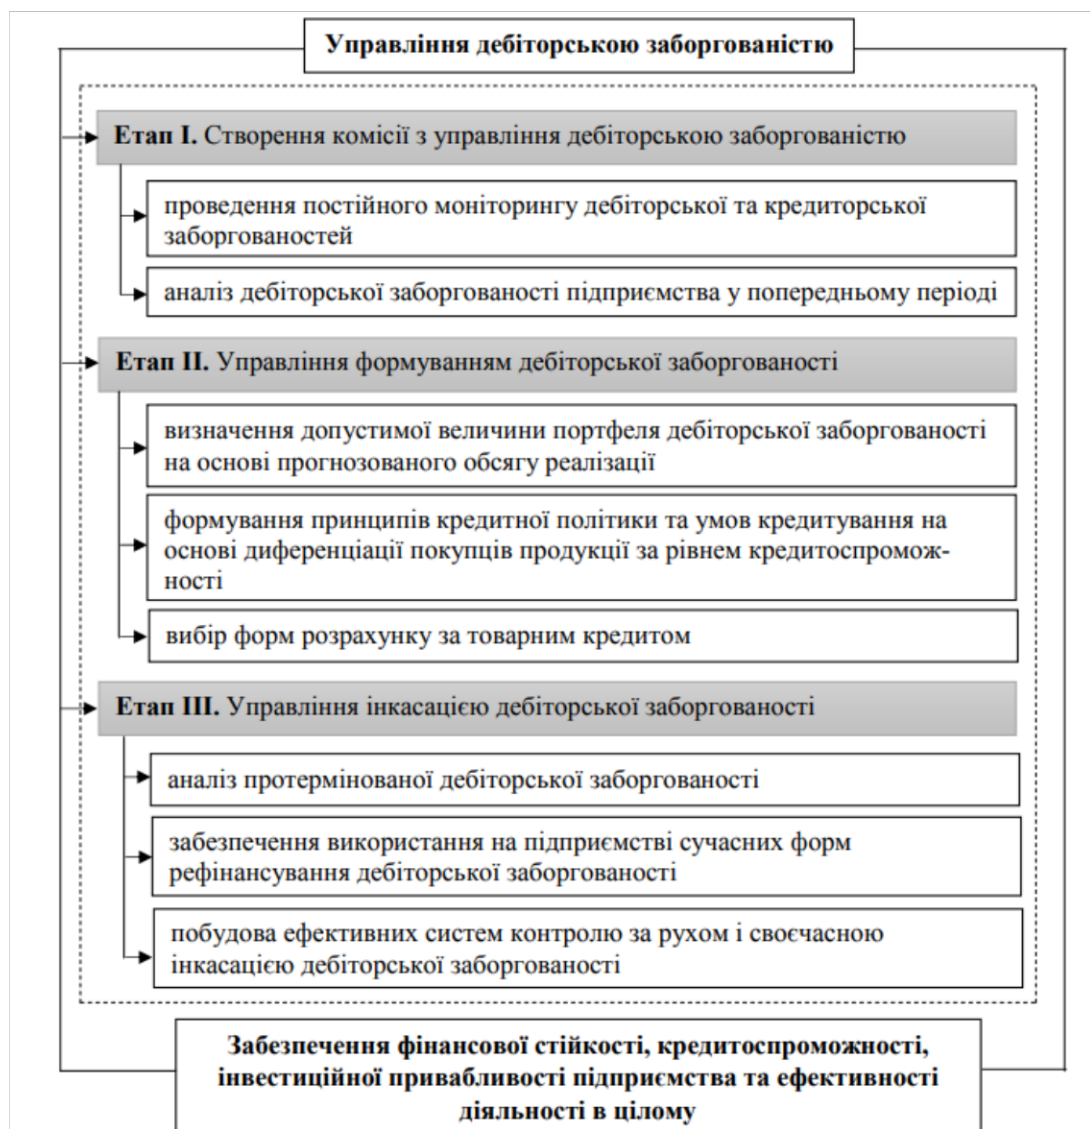 Управління дебіторською заборгованістю
Етап I. Створення комісії з управління дебіторською заборгованістю
проведення постійного моніторингу дебіторської та кредиторської
заборгованостей
аналіз дебіторської заборгованості підприємства у попередньому періоді
Етап II. Управління формуванням дебіторської заборгованості
визначення допустимої величини портфеля дебіторської заборгованості
на основі прогнозованого обсягу реалізації
формування принципів кредитної політики та умов кредитування на
основі диференціації покупців продукції за рівнем кредитоспромож-
ності
вибір форм розрахунку за товарним кредитом
Етап III. Управління інкасацією дебіторської заборгованості
аналіз протермінованої дебіторської заборгованості
забезпечення використання на підприємстві сучасних форм
рефінансування дебіторської заборгованості
побудова ефективних систем контролю за рухом і своєчасною
інкасацією дебіторської заборгованості
Забезпечення фінансової стійкості, кредитоспроможності,
інвестиційної привабливості підприємства та ефективності
діяльності в цілому